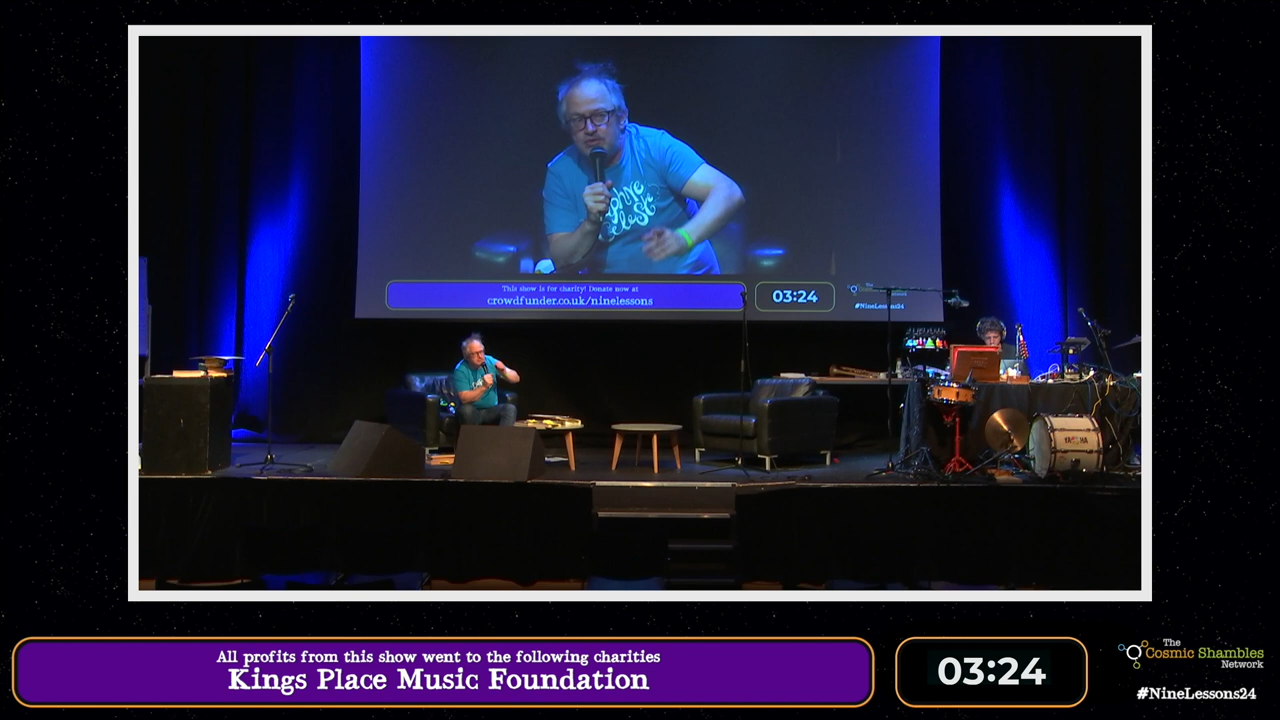 This show is for charity! Donate now at
crowdfunder.co.uk/ninelessons
03:24
#NineLessons24
YAMAHA
All profits from this show went to the following charities
Kings Place Music Foundation
03:24
The
Cosmic Shambles
Network
#NineLessons24